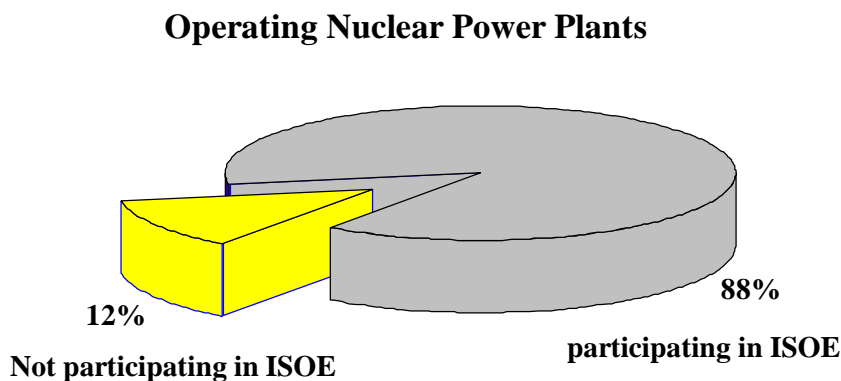 Operating Nuclear Power Plants
88%
12%
participating in ISOE
Not participating in ISOE